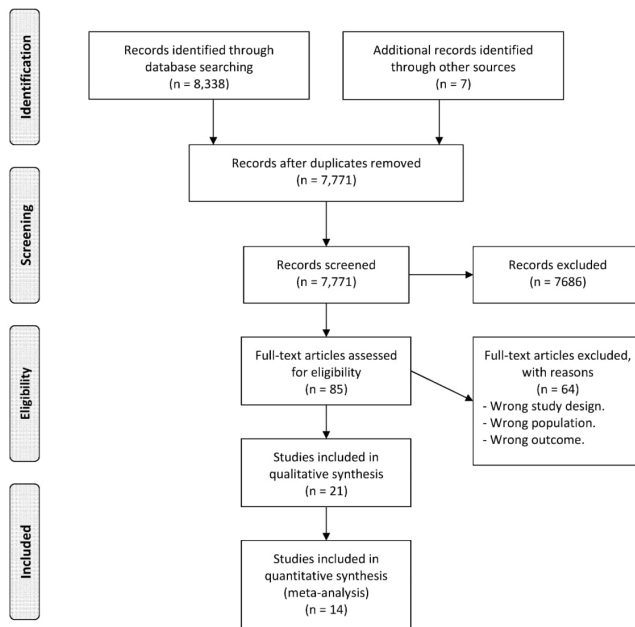 Identification
Records identified through
database searching
(n = 8,338)
Additional records identified
through other sources
(n = 7)
Records after duplicates removed
(n = 7,771)
Screening
Records screened
(n = 7,771)
Records excluded
(n = 7686)
Eligibility
Full-text articles assessed
for eligibility
(n = 85)
Full-text articles excluded,
with reasons
(n = 64)
- Wrong study design.
- Wrong population.
- Wrong outcome.
Studies included in
qualitative synthesis
(n = 21)
Included
Studies included in
quantitative synthesis
(meta-analysis)
(n = 14)